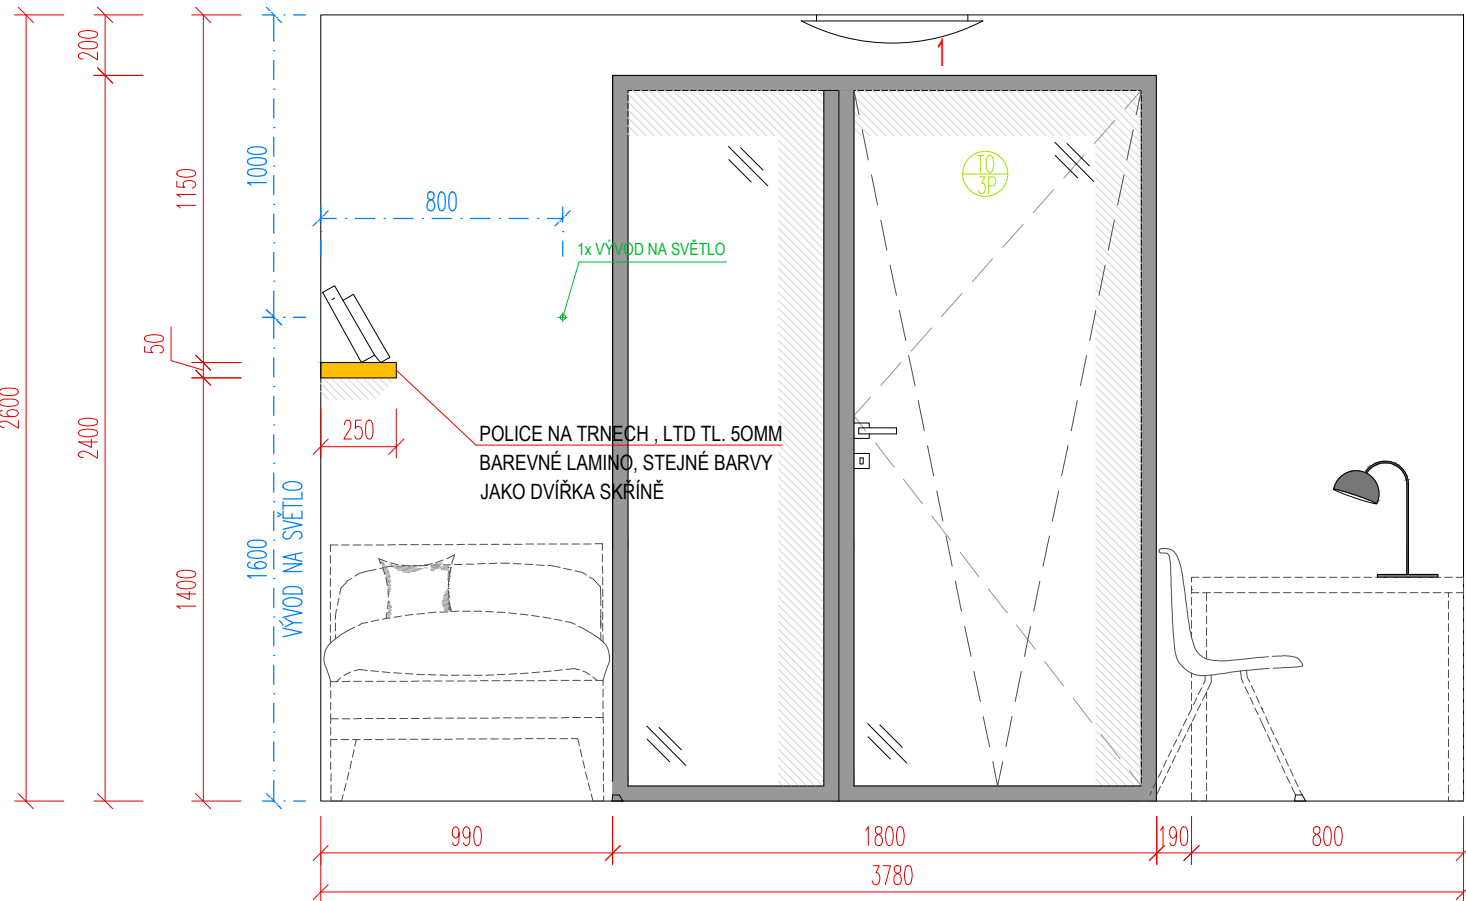 200
1
1000
1150
TO
3P
800
1x VÝVOD NA SVĚTLO
50
2600
2400
250
POLICE NA TRNECH , LTD TL. 5OMM
BAREVNÉ LAMINO, STEJNÉ BARVY
JAKO DVÍŘKA SKŘÍNĚ
1600
VÝVOD NA SVĚTLO
1400
990
1800
190
800
3780